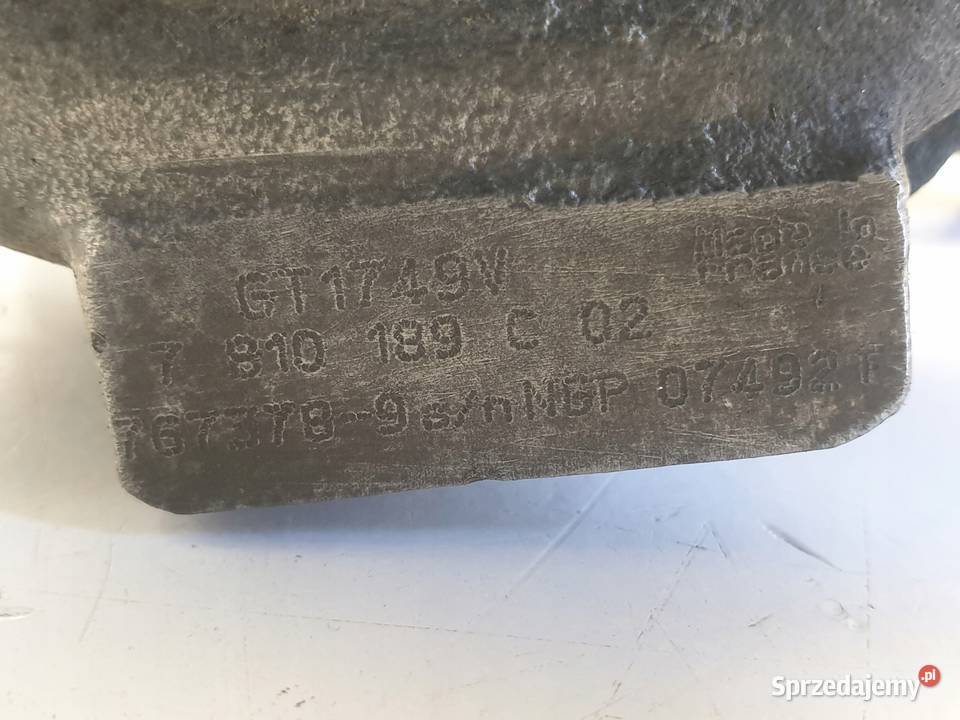 GT1749V
Made in
France
7 810 189 C 02
767378-9 s/n MGP 07492 F
Sprzedajemy.pl